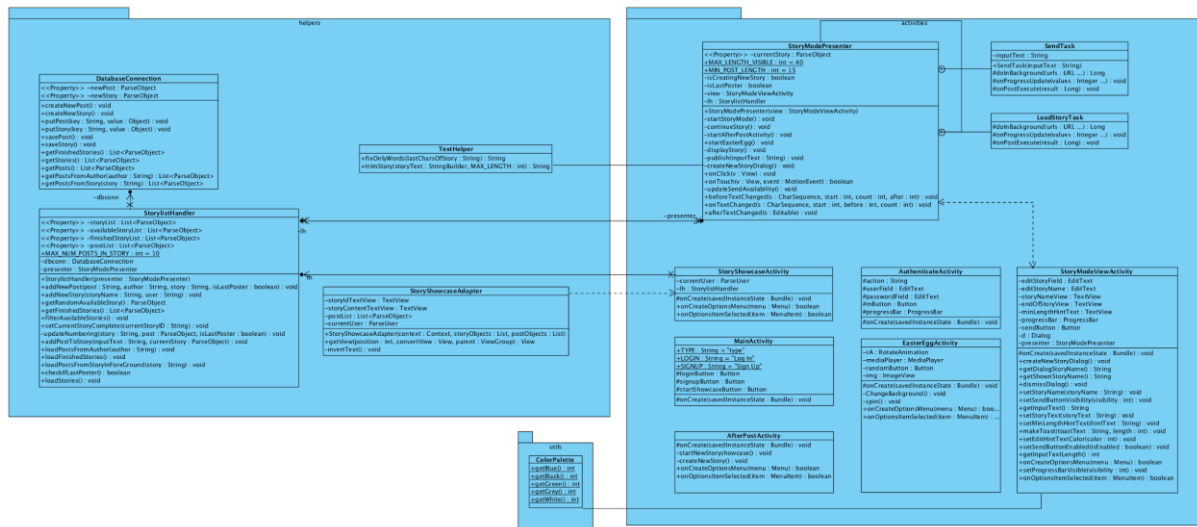 helpers
DatabaseConnection
<<Property>> -newPost : ParseObject
<<Property>> -newStory : ParseObject
+createNewPost() : void
+createNewStory() : void
+putPost(key : String, value : Object) : void
+putStory(key : String, value : Object) : void
+savePost() : void
+saveStory() : void
+getFinishedStories() : List<ParseObject>
+getStories() : List<ParseObject>
+getPosts() : List<ParseObject>
+getPostsFromAuthor(author : String) : List<ParseObject>
+getPostsFromStory(story : String) : List<ParseObject>
-dbconn
TextHelper
+fixOnlyWords(lastCharsOfStory : String) : String
+trimStory(storyText : StringBuilder, MAX_LENGTH : int) : String
StorylistHandler
<<Property>> -storyList : List<ParseObject>
<<Property>> -availableStoryList : List<ParseObject>
<<Property>> -finishedStoryList : List<ParseObject>
<<Property>> -postList : List<ParseObject>
+MAX_NUM_POSTS_IN_STORY : int = 10
-dbconn : DatabaseConnection
-presenter : StoryModePresenter
+StorylistHandler(presenter : StoryModePresenter)
+addNewPost(post : String, author : String, story : String, isLastPoster : boolean) : void
+addNewStory(storyName : String, user : String) : void
+getRandomAvailableStory() : ParseObject
+getFinishedStories() : List<ParseObject>
-filterAvailableStories() : void
+setCurrentStoryComplete(currentStoryID : String) : void
-updateNumbering(story : String, post : ParseObject, isLastPoster : boolean) : void
+addPostToStory(inputText : String, currentStory : ParseObject) : void
+loadPostsFromAuthor(author : String) : void
+loadFinishedStories() : void
+loadPostsFromStoryInForeGround(story : String) : void
+checkIfLastPoster() : boolean
+loadStories() : void
-lh
-presenter
lh
StoryShowcaseAdapter
-storyIdTextView : TextView
-storyContentTextView : TextView
-postList : List<ParseObject>
-currentUser : ParseUser
+StoryShowcaseAdapter(context : Context, storyObjects : List, postObjects : List)
+getView(position : int, convertView : View, parent : ViewGroup) : View
-invertText() : void
activities
StoryModePresenter
<<Property>> -currentStory : ParseObject
+MAX_LENGTH_VISIBLE : int = 40
+MIN_POST_LENGTH : int = 15
-isCreatingNewStory : boolean
-isLastPoster : boolean
-view : StoryModeViewActivity
-lh : StorylistHandler
+StoryModePresenter(view : StoryModeViewActivity)
-startStoryMode() : void
-continueStory() : void
-startAfterPostActivity() : void
-startEasterEgg() : void
-displayStory() : void
-publish(inputText : String) : void
-createNewStoryDialog() : void
+onClick(v : View) : void
+onTouch(v : View, event : MotionEvent) : boolean
-updateSendAvailability() : void
+beforeTextChanged(s : CharSequence, start : int, count : int, after : int) : void
+onTextChanged(s : CharSequence, start : int, before : int, count : int) : void
+afterTextChanged(s : Editable) : void
SendTask
-inputText : String
+SendTask(inputText : String)
#doInBackground(urls : URL ...) : Long
#onProgressUpdate(values : Integer ...) : void
#onPostExecute(result : Long) : void
LoadStoryTask
#doInBackground(urls : URL ...) : Long
#onProgressUpdate(values : Integer ...) : void
#onPostExecute(result : Long) : void
StoryShowcaseActivity
-currentUser : ParseUser
-lh : StorylistHandler
#onCreate(savedInstanceState : Bundle) : void
+onCreateOptionsMenu(menu : Menu) : boolean
+onOptionsItemSelected(item : MenuItem) : boolean
AuthenticateActivity
#action : String
#userField : EditText
#passwordField : EditText
#mButton : Button
#progressBar : ProgressBar
#onCreate(savedInstanceState : Bundle) : void
StoryModeViewActivity
-editStoryField : EditText
-editStoryName : EditText
-storyNameView : TextView
-endOfStoryView : TextView
-minLengthHintText : TextView
-progressBar : ProgressBar
-sendButton : Button
-d : Dialog
-presenter : StoryModePresenter
#onCreate(savedInstanceState : Bundle) : void
+createNewStoryDialog() : void
+getDialogStoryName() : String
+getShownStoryName() : String
+dismissDialog() : void
+setStoryName(storyName : String) : void
+setSendButtonVisibility(visibility : int) : void
+getInputText() : String
+setStoryText(storyText : String) : void
+setMinLengthHintText(hintText : String) : void
+makeToast(toastText : String, length : int) : void
+setEditHintTextColor(color : int) : void
+setSendButtonEnabled(isEnabled : boolean) : void
+getInputTextLength() : int
+onCreateOptionsMenu(menu : Menu) : boolean
+setProgressBarVisible(visibility : int) : void
+onOptionsItemSelected(item : MenuItem) : boolean
MainActivity
+TYPE : String = "type"
+LOGIN : String = "Log In"
+SIGNUP : String = "Sign Up"
#loginButton : Button
#signupButton : Button
#startShowcaseButton : Button
#onCreate(savedInstanceState : Bundle) : void
EasterEggActivity
-rA : RotateAnimation
-mediaPlayer : MediaPlayer
-randomButton : Button
-img : ImageView
#onCreate(savedInstanceState : Bundle) : void
-ChangeBackground() : void
-spin() : void
+onCreateOptionsMenu(menu : Menu) : boo...
+onOptionsItemSelected(item : MenuItem) : ...
AfterPostActivity
#onCreate(savedInstanceState : Bundle) : void
-startNewStoryshowcase() : void
-createNewStory() : void
+onCreateOptionsMenu(menu : Menu) : boolean
+onOptionsItemSelected(item : MenuItem) : boolean
utils
ColorPalette
+getBlue() : int
+getBlack() : int
+getGreen() : int
+getGrey() : int
+getWhite() : int